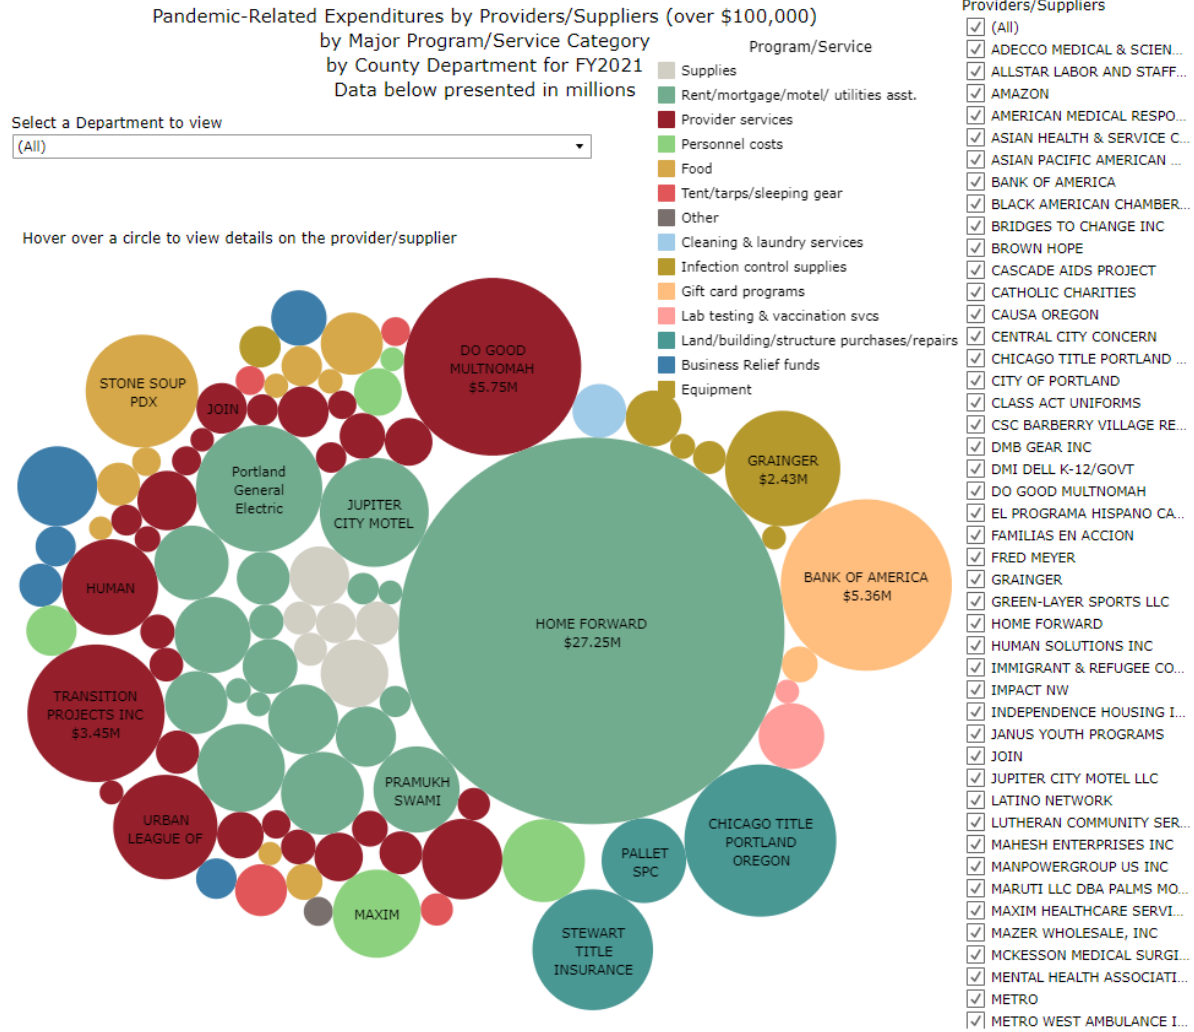 Pandemic-Related Expenditures by Providers/Suppliers (over $100,000)
by Major Program/Service Category
by County Department for FY2021
Data below presented in millions
Select a Department to view
(All)
Hover over a circle to view details on the provider/supplier
Program/Service
Supplies
Rent/mortgage/motel/ utilities asst.
Provider services
Personnel costs
Food
Tent/tarps/sleeping gear
Other
Cleaning & laundry services
Infection control supplies
Gift card programs
Lab testing & vaccination svcs
Land/building/structure purchases/repairs
Business Relief funds
Equipment
DO GOOD
MULTNOMAH
$5.75M
STONE SOUP
PDX
JOIN
Portland
General
Electric
JUPITER
CITY MOTEL
GRAINGER
$2.43M
BANK OF AMERICA
$5.36M
HUMAN
HOME FORWARD
$27.25M
TRANSITION
PROJECTS INC
$3.45M
PRAMUKH
SWAMI
URBAN
LEAGUE OF
CHICAGO TITLE
PORTLAND
OREGON
PALLET
SPC
MAXIM
STEWART
TITLE
INSURANCE
Providers/Suppliers
(All)
ADECCO MEDICAL & SCIEN...
ALLSTAR LABOR AND STAFF...
AMAZON
AMERICAN MEDICAL RESPO...
ASIAN HEALTH & SERVICE C...
ASIAN PACIFIC AMERICAN ...
BANK OF AMERICA
BLACK AMERICAN CHAMBER...
BRIDGES TO CHANGE INC
BROWN HOPE
CASCADE AIDS PROJECT
CATHOLIC CHARITIES
CAUSA OREGON
CENTRAL CITY CONCERN
CHICAGO TITLE PORTLAND ...
CITY OF PORTLAND
CLASS ACT UNIFORMS
CSC BARBERRY VILLAGE RE...
DMB GEAR INC
DMI DELL K-12/GOVT
DO GOOD MULTNOMAH
EL PROGRAMA HISPANO CA...
FAMILIAS EN ACCION
FRED MEYER
GRAINGER
GREEN-LAYER SPORTS LLC
HOME FORWARD
HUMAN SOLUTIONS INC
IMMIGRANT & REFUGEE CO...
IMPACT NW
INDEPENDENCE HOUSING I...
JANUS YOUTH PROGRAMS
JOIN
JUPITER CITY MOTEL LLC
LATINO NETWORK
LUTHERAN COMMUNITY SER...
MAHESH ENTERPRISES INC
MANPOWERGROUP US INC
MARUTI LLC DBA PALMS MO...
MAXIM HEALTHCARE SERVI...
MAZER WHOLESALE, INC
MCKESSON MEDICAL SURGI...
MENTAL HEALTH ASSOCIATI...
METRO
METRO WEST AMBULANCE I...